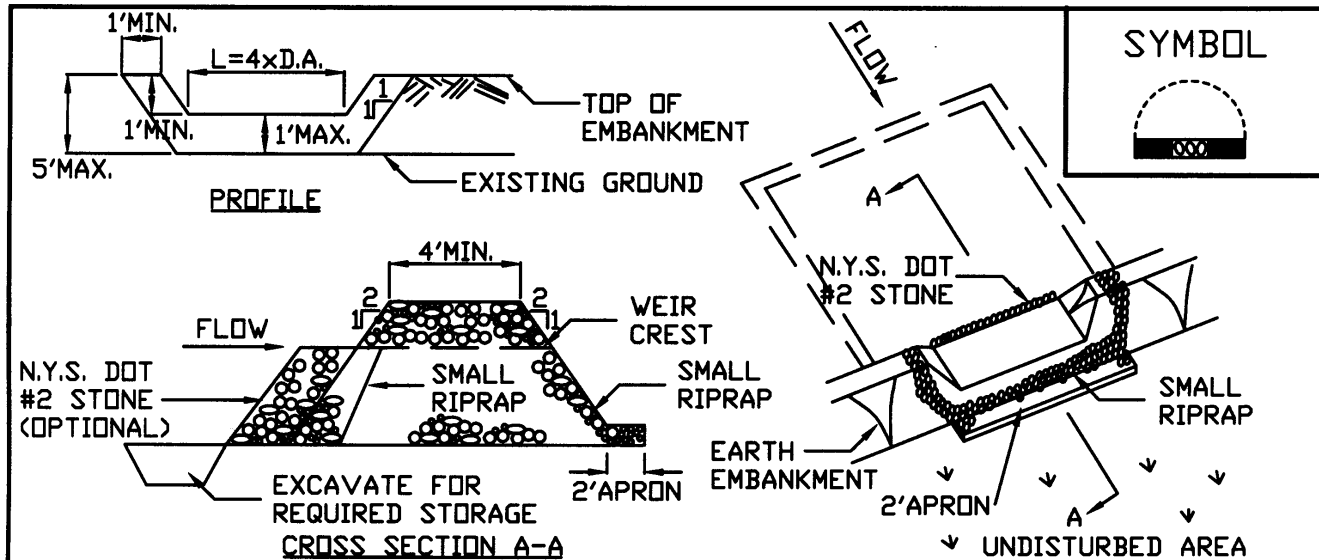 1'MIN.
L=4xD.A.
1
1
1'MIN.
1'MAX.
5'MAX.
TOP OF
EMBANKMENT
EXISTING GROUND
PROFILE
4'MIN.
2
1
2
1
FLOW
WEIR
CREST
N.Y.S. DOT
#2 STONE
(OPTIONAL)
SMALL
RIPRAP
SMALL
RIPRAP
EXCAVATE FOR
REQUIRED STORAGE
2'APRON
CROSS SECTION A-A
FLOW
A
N.Y.S. DOT
#2 STONE
SMALL
RIPRAP
EARTH
EMBANKMENT
2'APRON
A
UNDISTURBED AREA
SYMBOL